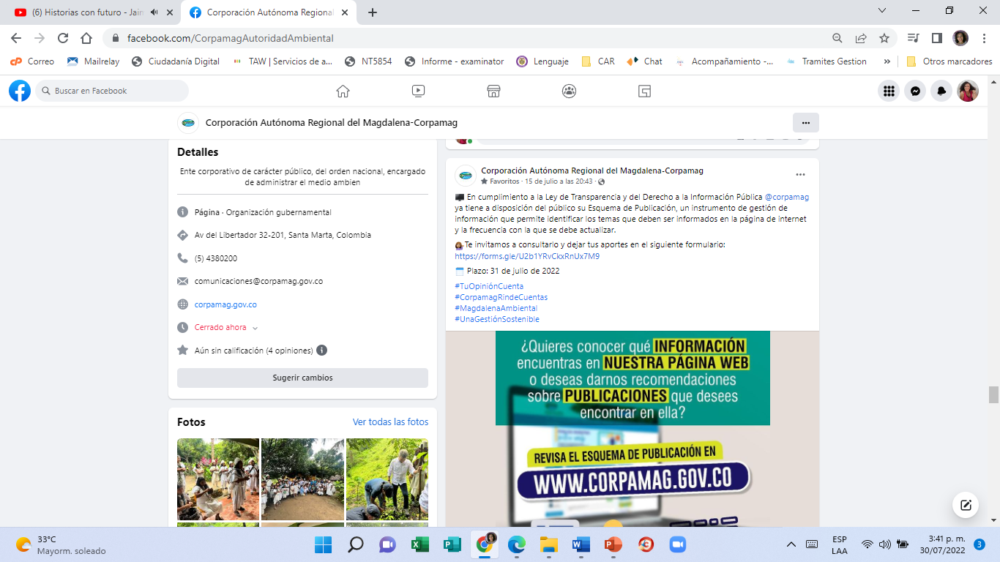 (6) Historias con futuro - Jain
Corporación Autónoma Regional
facebook.com/CorpamagAutoridadAmbiental
Correo
Mailrelay
Ciudadanía Digital
TAW | Servicios de a...
NT5854
Informe - examinator
Lenguaje
CAR
Chat
Acompañamiento -...
Tramites Gestion
»
Otros marcadores
Buscar en Facebook
Corporación Autónoma Regional del Magdalena-Corpamag
Detalles
Ente corporativo de carácter público, del orden nacional, encargado
de administrar el medio ambien
Página · Organización gubernamental
Av del Libertador 32-201, Santa Marta, Colombia
(5) 4380200
comunicaciones@corpamag.gov.co
corpamag.gov.co
Cerrado ahora
Aún sin calificación (4 opiniones)
Sugerir cambios
Fotos
Ver todas las fotos
Corporación Autónoma Regional del Magdalena-Corpamag
Favoritos · 15 de julio a las 20:43 ·
En cumplimiento a la Ley de Transparencia y del Derecho a la Información Pública @corpamag
ya tiene a disposición del público su Esquema de Publicación, un instrumento de gestión de
información que permite identificar los temas que deben ser informados en la página de internet
y la frecuencia con la que se debe actualizar.
Te invitamos a consultarlo y dejar tus aportes en el siguiente formulario:
https://forms.gle/U2b1YRvCkxRnUx7M9
Plazo: 31 de julio de 2022
#TuOpiniónCuenta
#CorpamagRindeCuentas
#MagdalenaAmbiental
#UnaGestiónSostenible
¿Quieres conocer qué INFORMACIÓN
encuentras en NUESTRA PÁGINA WEB
o deseas darnos recomendaciones
sobre PUBLICACIONES que desees
encontrar en ella?
REVISA EL ESQUEMA DE PUBLICACIÓN EN
WWW.CORPAMAG.GOV.CO
33°C
Mayorm. soleado
ESP
LAA
3:41 p. m.
30/07/2022
3